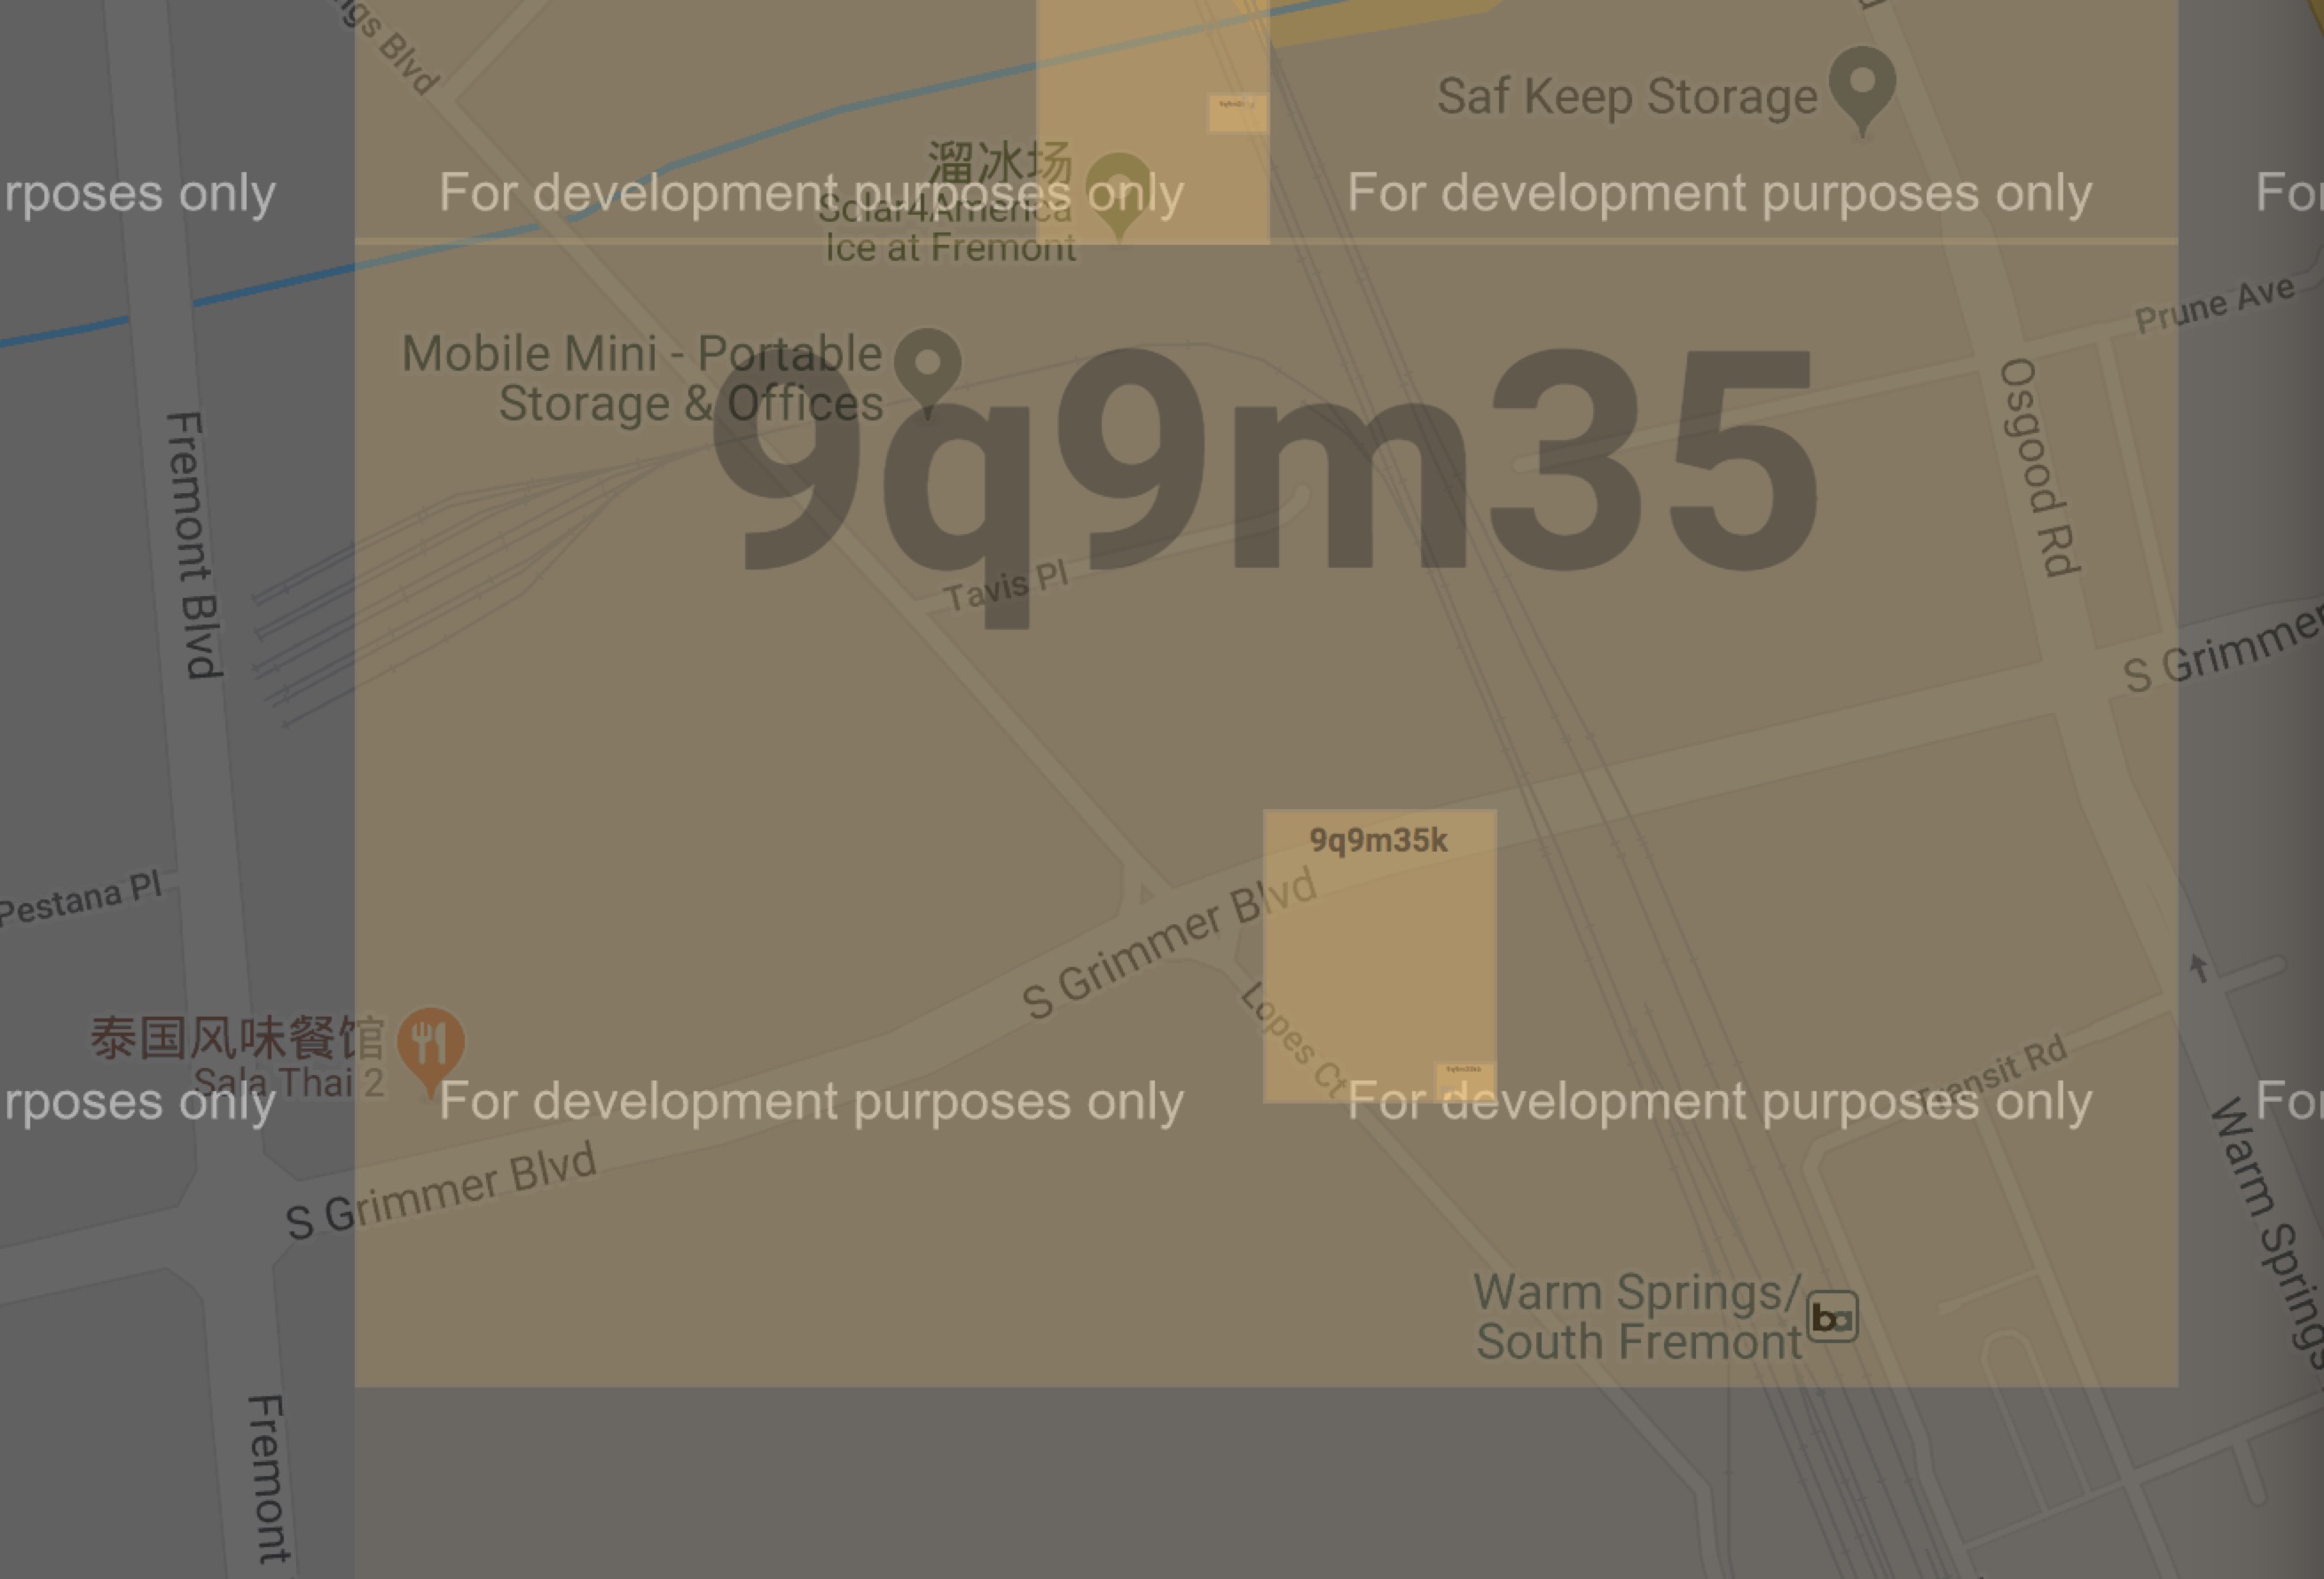 ngs Blvd
Saf Keep Storage
溜冰场
Solar4America
Ice at Fremont
rposes only
For development purposes only
For development purposes only
For
Prune Ave
Mobile Mini - Portable
Storage & Offices
9q9m35
Osgood Rd
Fremont Blvd
Tavis Pl
S Grimmer
9q9m35k
Pestana Pl
S Grimmer Blvd
Lopes Ct
泰国风味餐馆
Sala Thai 2
Transit Rd
rposes only
For development purposes only
For development purposes only
For
S Grimmer Blvd
Warm Springs
Warm Springs/
South Fremont
ba
Fremont